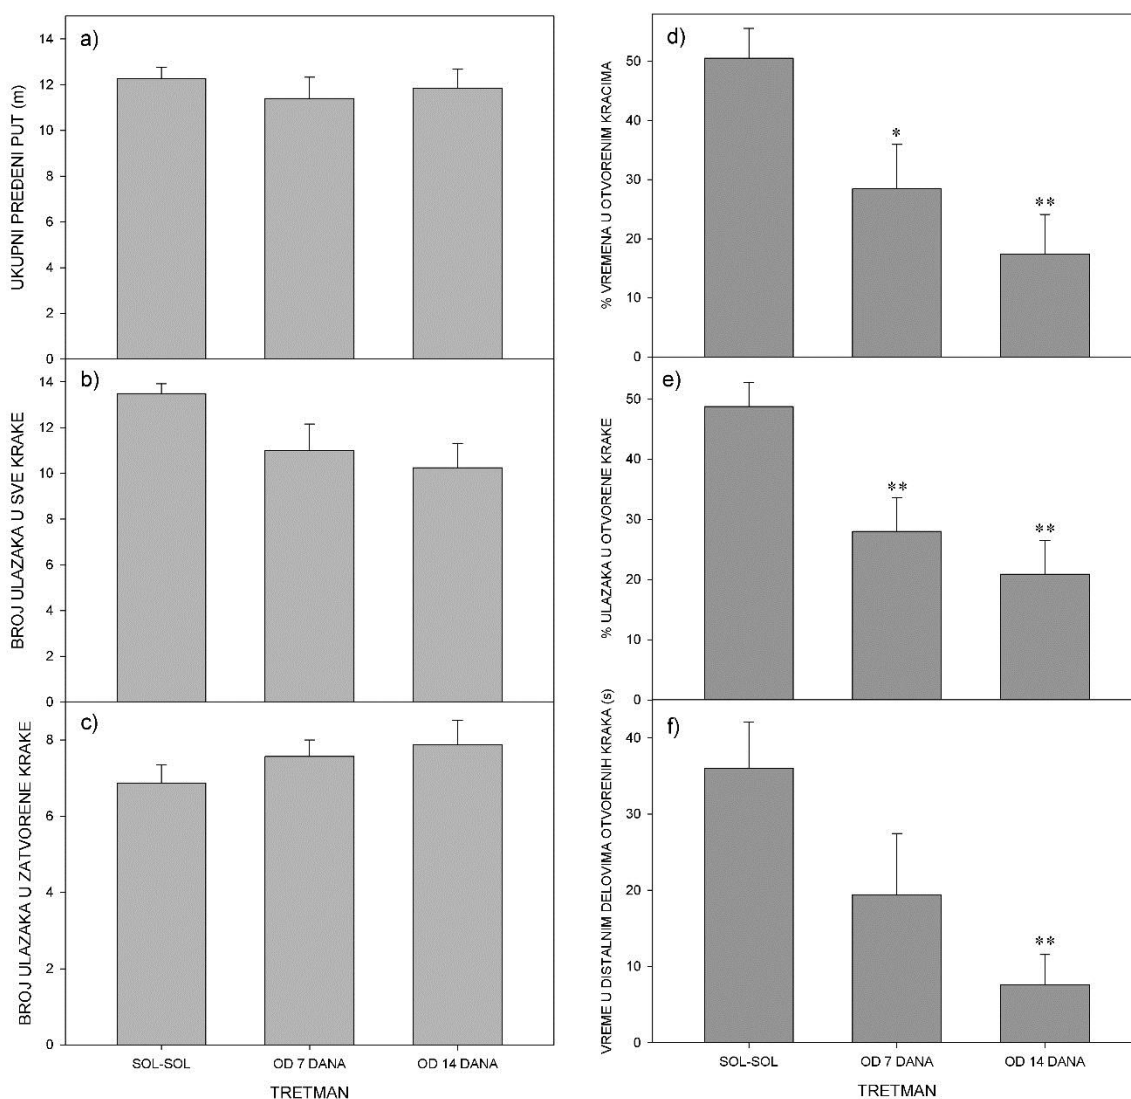 a)
UKUPNI PREĐENI PUT (m)
14
12
10
8
6
4
2
0
b)
BROJ ULAZAKA U SVE KRAKE
14
12
10
8
6
4
2
0
c)
BROJ ULAZAKA U ZATVORENE KRAKE
8
6
4
2
0
SOL-SOL OD 7 DANA OD 14 DANA
TRETMAN
d)
% VREMENA U OTVORENIM KRACIMA
50
40
30
20
10
0
*
**
e)
% ULAZAKA U OTVORENE KRAKE
50
40
30
20
10
0
**
**
f)
VREME U DISTALNIM DELOVIMA OTVORENIH KRAKA (s)
40
30
20
10
0
**
SOL-SOL OD 7 DANA OD 14 DANA
TRETMAN